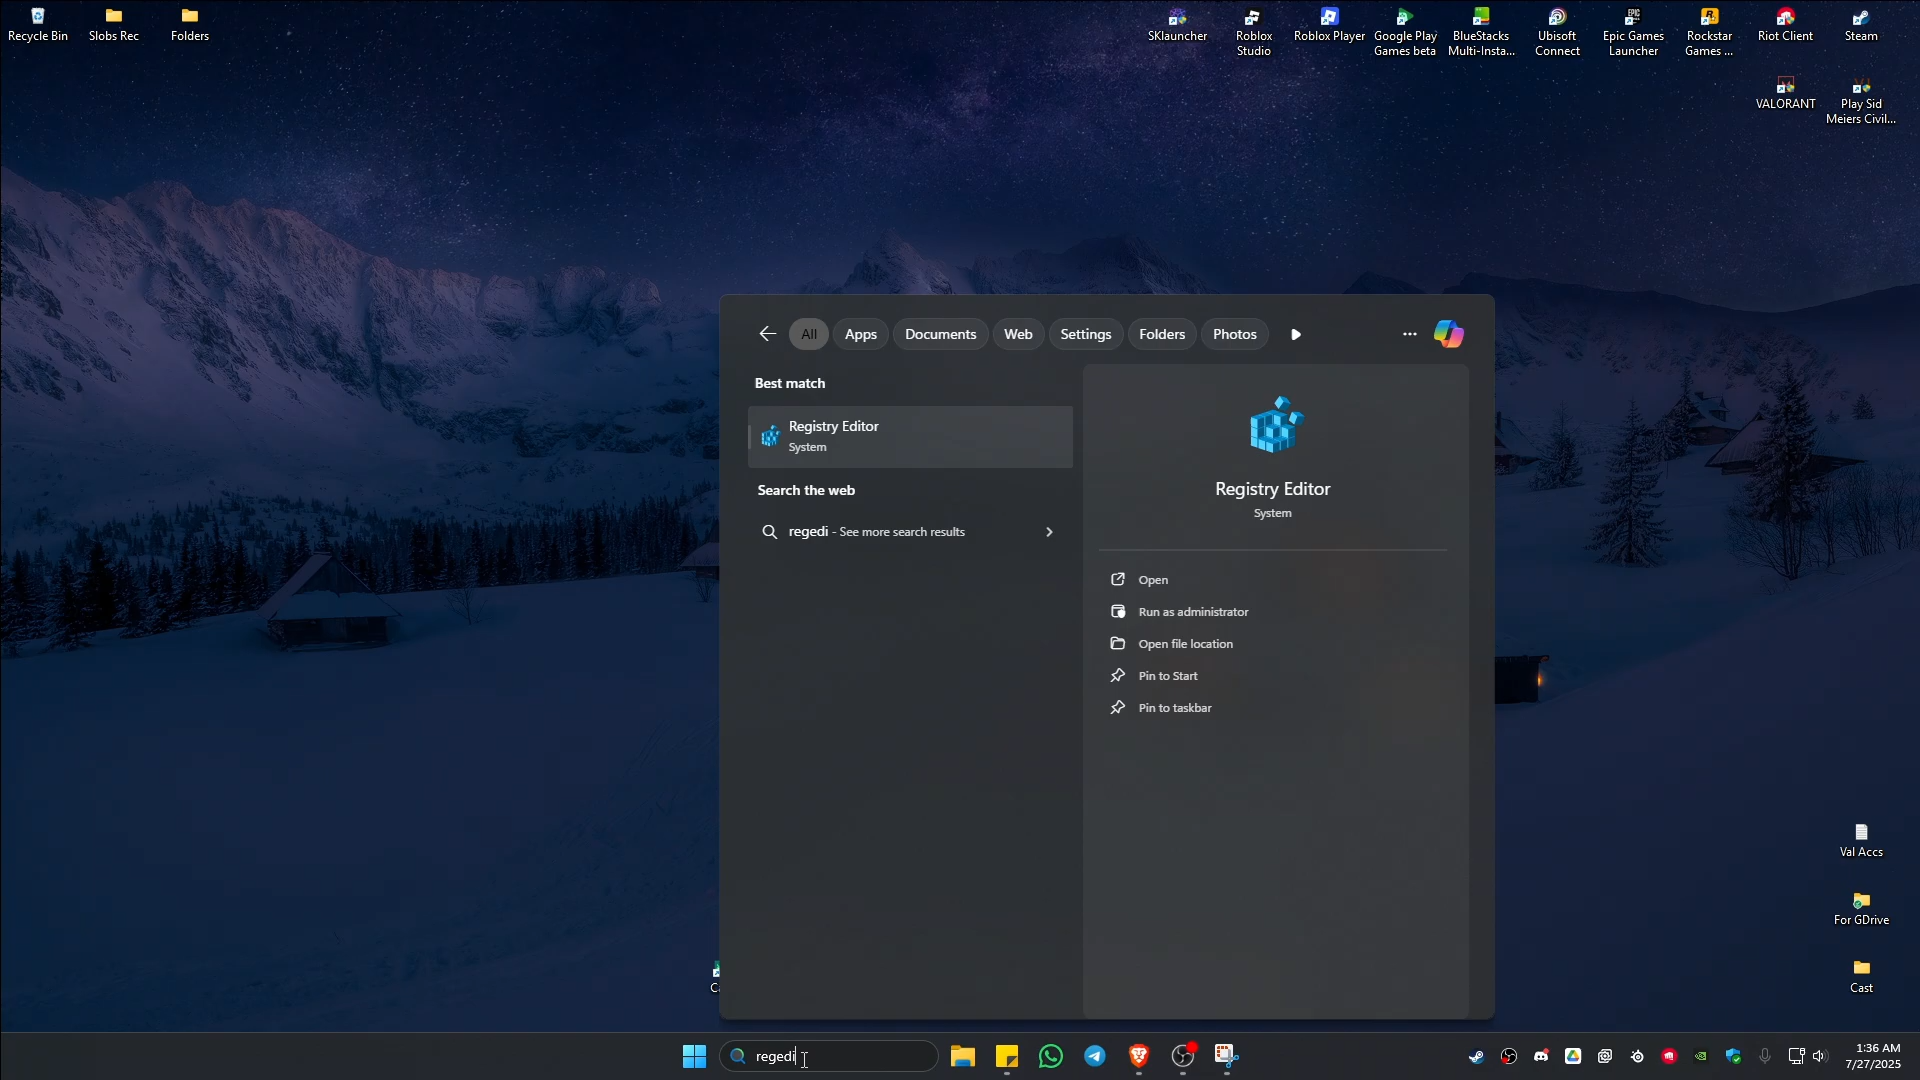 Recycle Bin
Slobs Rec
Folders
SKlauncher
Roblox
Studio
Roblox Player
Google Play
Games beta
BlueStacks
Multi-Insta...
Ubisoft
Connect
Epic Games
Launcher
Rockstar
Games ...
Riot Client
Steam
VALORANT
Play Sid
Meiers Civil...
All
Apps
Documents
Web
Settings
Folders
Photos
Best match
Registry Editor
System
Search the web
regedi - See more search results
Registry Editor
System
Open
Run as administrator
Open file location
Pin to Start
Pin to taskbar
Val Accs
For GDrive
Cast
regedi
1:36 AM
7/27/2025